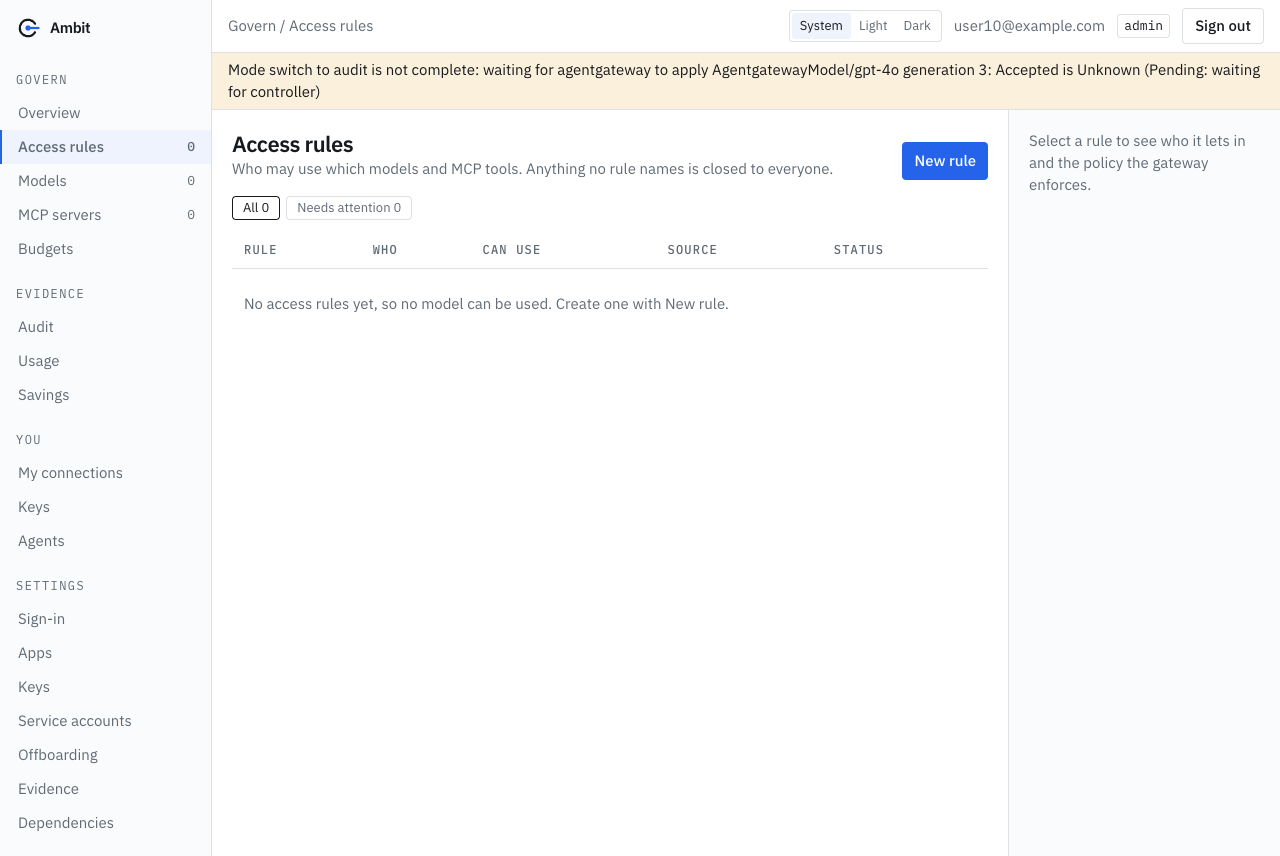 Ambit
GOVERN
Overview
Access rules 0
Models 0
MCP servers 0
Budgets
EVIDENCE
Audit
Usage
Savings
YOU
My connections
Keys
Agents
SETTINGS
Sign-in
Apps
Keys
Service accounts
Offboarding
Evidence
Dependencies
Govern / Access rules
System Light Dark
user10@example.com
admin
Sign out
Mode switch to audit is not complete: waiting for agentgateway to apply AgentgatewayModel/gpt-4o generation 3: Accepted is Unknown (Pending: waiting
for controller)
Access rules
Who may use which models and MCP tools. Anything no rule names is closed to everyone.
New rule
All 0
Needs attention 0
RULE WHO CAN USE SOURCE STATUS
No access rules yet, so no model can be used. Create one with New rule.
Select a rule to see who it lets in
and the policy the gateway
enforces.